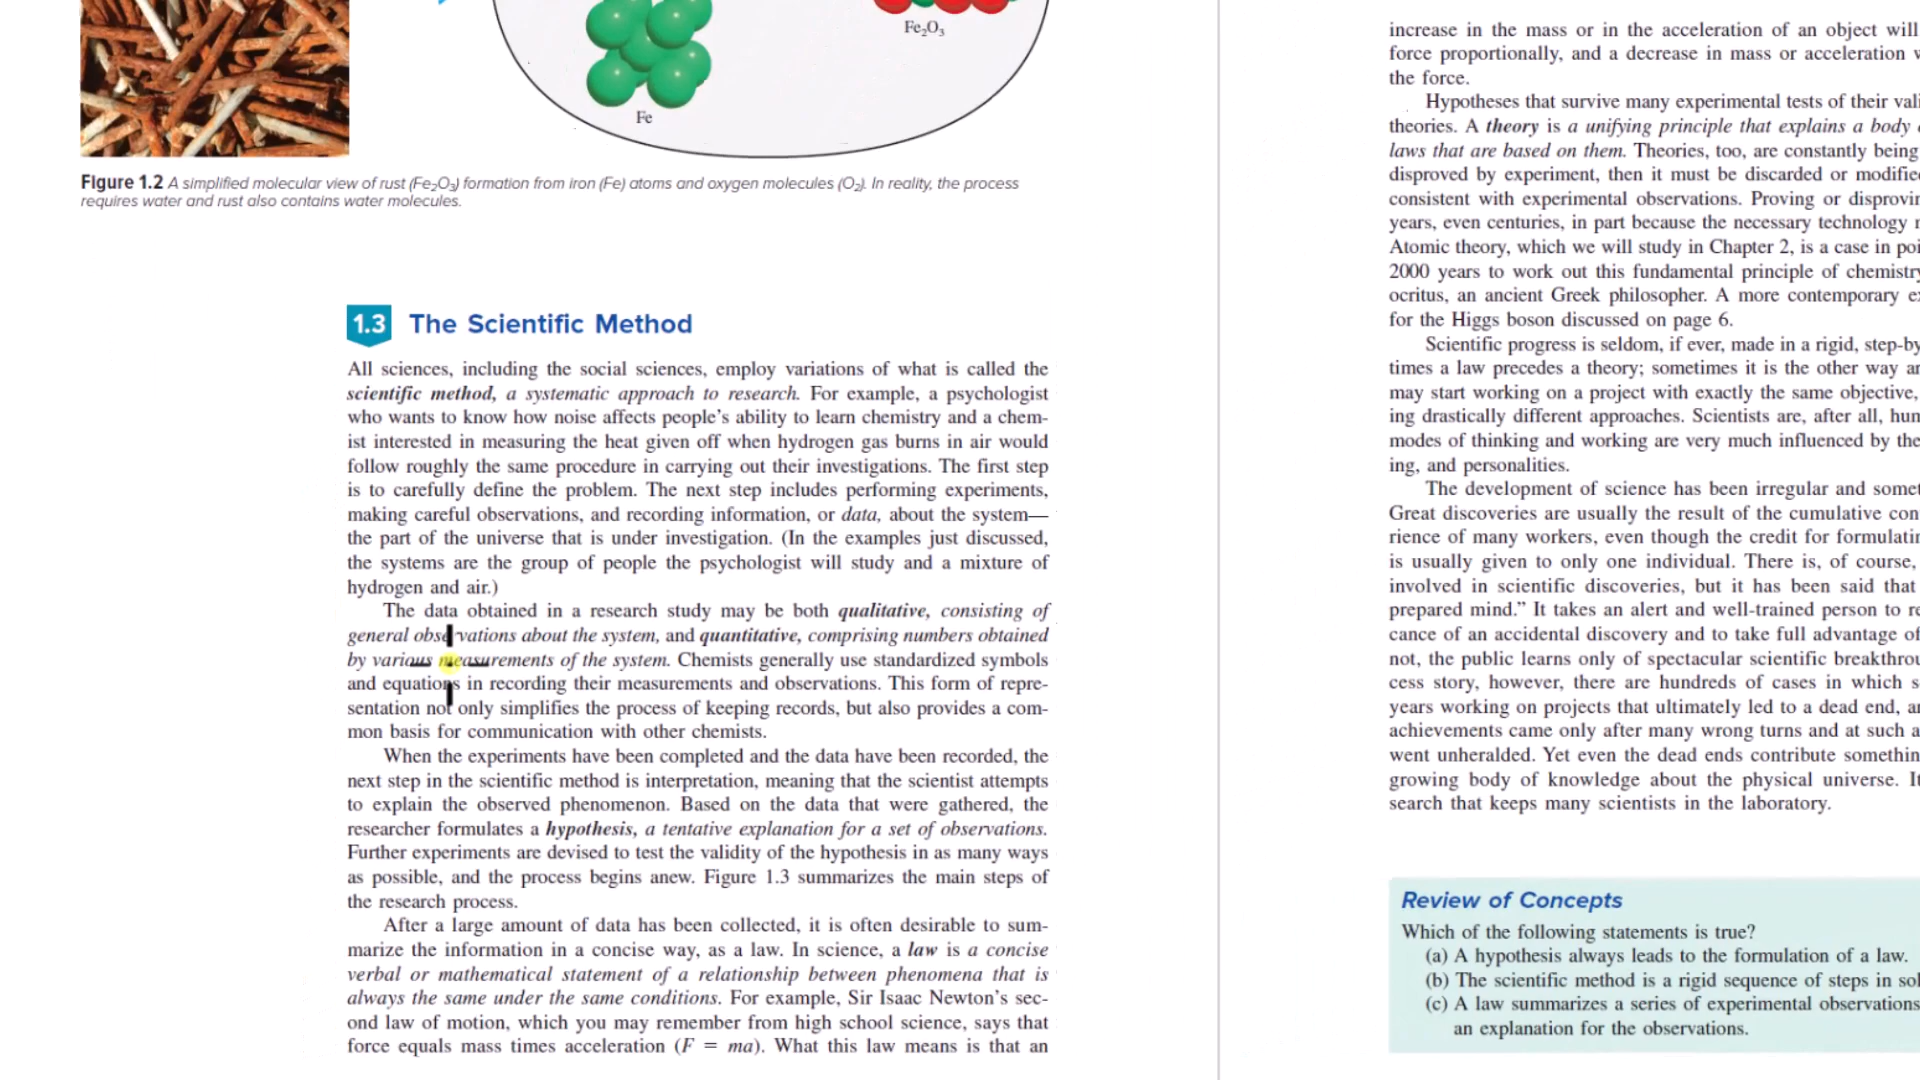 Fe₂O₃
Fe
Figure 1.2 A simplified molecular view of rust (Fe₂O₃) formation from iron (Fe) atoms and oxygen molecules (O₂). In reality, the process
requires water and rust also contains water molecules.
1.3 The Scientific Method
All sciences, including the social sciences, employ variations of what is called the
scientific method, a systematic approach to research. For example, a psychologist
who wants to know how noise affects people's ability to learn chemistry and a chem-
ist interested in measuring the heat given off when hydrogen gas burns in air would
follow roughly the same procedure in carrying out their investigations. The first step
is to carefully define the problem. The next step includes performing experiments,
making careful observations, and recording information, or data, about the system—
the part of the universe that is under investigation. (In the examples just discussed,
the systems are the group of people the psychologist will study and a mixture of
hydrogen and air.)
The data obtained in a research study may be both qualitative, consisting of
general observations about the system, and quantitative, comprising numbers obtained
by various measurements of the system. Chemists generally use standardized symbols
and equations in recording their measurements and observations. This form of repre-
sentation not only simplifies the process of keeping records, but also provides a com-
mon basis for communication with other chemists.
When the experiments have been completed and the data have been recorded, the
next step in the scientific method is interpretation, meaning that the scientist attempts
to explain the observed phenomenon. Based on the data that were gathered, the
researcher formulates a hypothesis, a tentative explanation for a set of observations.
Further experiments are devised to test the validity of the hypothesis in as many ways
as possible, and the process begins anew. Figure 1.3 summarizes the main steps of
the research process.
After a large amount of data has been collected, it is often desirable to sum-
marize the information in a concise way, as a law. In science, a law is a concise
verbal or mathematical statement of a relationship between phenomena that is
always the same under the same conditions. For example, Sir Isaac Newton's sec-
ond law of motion, which you may remember from high school science, says that
force equals mass times acceleration (F = ma). What this law means is that an
increase in the mass or in the acceleration of an object will
force proportionally, and a decrease in mass or acceleration
the force.
Hypotheses that survive many experimental tests of their
theories. A theory is a unifying principle that explains a body
laws that are based on them. Theories, too, are constantly being
disproved by experiment, then it must be discarded or
consistent with experimental observations. Proving or
years, even centuries, in part because the necessary technology
Atomic theory, which we will study in Chapter 2, is a case in
2000 years to work out this fundamental principle of
ocritus, an ancient Greek philosopher. A more contemporary
for the Higgs boson discussed on page 6.
Scientific progress is seldom, if ever, made in a rigid,
times a law precedes a theory; sometimes it is the other way
may start working on a project with exactly the same objective,
ing drastically different approaches. Scientists are, after all,
modes of thinking and working are very much influenced by
ing, and personalities.
The development of science has been irregular and
Great discoveries are usually the result of the cumulative
rience of many workers, even though the credit for
is usually given to only one individual. There is, of course,
involved in scientific discoveries, but it has been said that
prepared mind." It takes an alert and well-trained person to
cance of an accidental discovery and to take full advantage
not, the public learns only of spectacular scientific
cess story, however, there are hundreds of cases in which
years working on projects that ultimately led to a dead end,
achievements came only after many wrong turns and at such
went unheralded. Yet even the dead ends contribute
growing body of knowledge about the physical universe.
search that keeps many scientists in the laboratory.
Review of Concepts
Which of the following statements is true?
(a) A hypothesis always leads to the formulation of a law.
(b) The scientific method is a rigid sequence of steps in
(c) A law summarizes a series of experimental observations
an explanation for the observations.